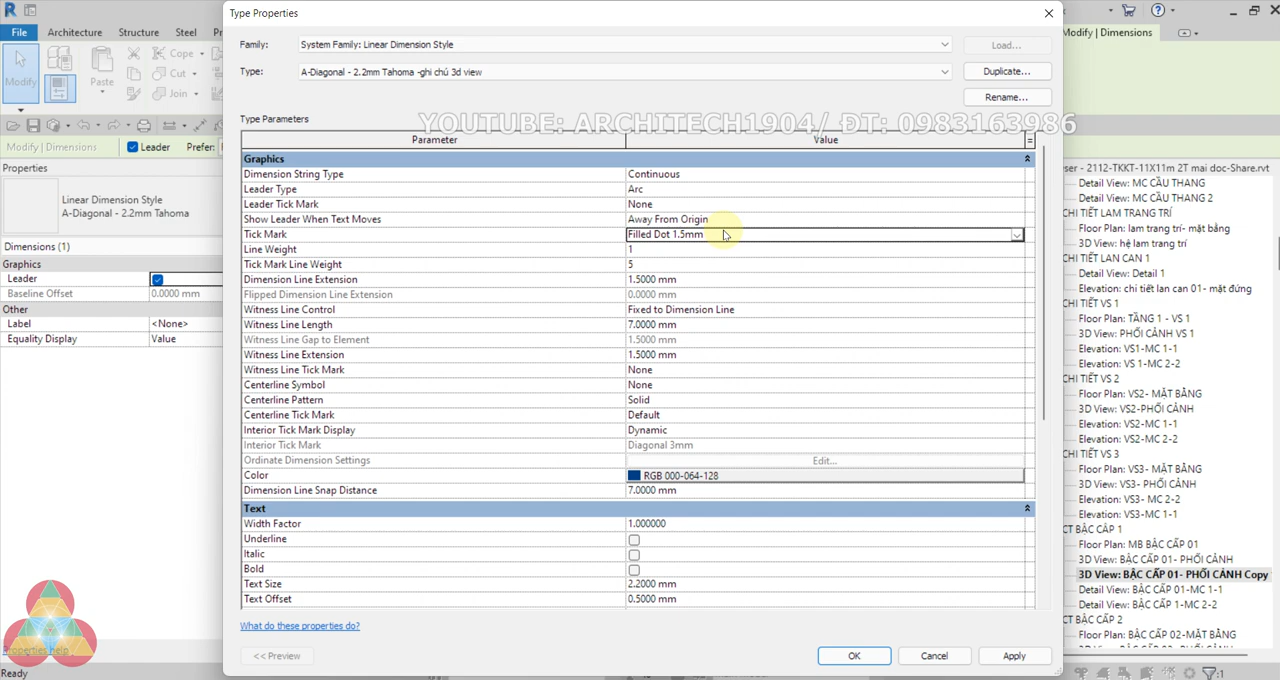 Type Properties
Family:
System Family: Linear Dimension Style
Load...
Type:
A-Diagonal - 2.2mm Tahoma -ghi chú 3d view
Duplicate...
Rename...
Type Parameters
YOUTUBE: ARCHITECH1904/ ĐT: 0983163986
Parameter
Value
=
Graphics
Dimension String Type
Continuous
Leader Type
Arc
Leader Tick Mark
None
Show Leader When Text Moves
Away From Origin
Tick Mark
Filled Dot 1.5mm
Line Weight
1
Tick Mark Line Weight
5
Dimension Line Extension
1.5000 mm
Flipped Dimension Line Extension
0.0000 mm
Witness Line Control
Fixed to Dimension Line
Witness Line Length
7.0000 mm
Witness Line Gap to Element
1.5000 mm
Witness Line Extension
1.5000 mm
Witness Line Tick Mark
None
Centerline Symbol
None
Centerline Pattern
Solid
Centerline Tick Mark
Default
Interior Tick Mark Display
Dynamic
Interior Tick Mark
Diagonal 3mm
Ordinate Dimension Settings
Edit...
Color
RGB 000-064-128
Dimension Line Snap Distance
7.0000 mm
Text
Width Factor
1.000000
Underline
Italic
Bold
Text Size
2.2000 mm
Text Offset
0.5000 mm
What do these properties do?
<< Preview
OK
Cancel
Apply
File
Architecture
Structure
Steel
Modify
Paste
Cope
Cut
Join
Modify | Dimensions
Leader
Prefer:
Properties
Linear Dimension Style
A-Diagonal - 2.2mm Tahoma
Dimensions (1)
Graphics
Leader
Baseline Offset
0.0000 mm
Other
Label
<None>
Equality Display
Value
Properties help
Ready
Modify | Dimensions
ser - 2112-TKKT-11X11m 2T mai doc-Share.rvt
Detail View: MC CẦU THANG
Detail View: MC CẦU THANG 2
CHI TIẾT LAM TRANG TRÍ
Floor Plan: lam trang trí- mặt bằng
3D View: hệ lam trang trí
CHI TIẾT LAN CAN 1
Detail View: Detail 1
Elevation: chi tiết lan can 01- mặt đứng
CHI TIẾT VS 1
Floor Plan: TẦNG 1 - VS 1
3D View: PHỐI CẢNH VS 1
Elevation: VS1-MC 1-1
Elevation: VS 1-MC 2-2
CHI TIẾT VS 2
Floor Plan: VS2- MẶT BẰNG
3D View: VS2-PHỐI CẢNH
Elevation: VS2-MC 1-1
Elevation: VS2-MC 2-2
CHI TIẾT VS 3
Floor Plan: VS3- MẶT BẰNG
3D View: VS3- PHỐI CẢNH
Elevation: VS3- MC 2-2
Elevation: VS3-MC 1-1
CT BẬC CẤP 1
Floor Plan: MB BẬC CẤP 01
3D View: BẬC CẤP 01- PHỐI CẢNH
3D View: BẬC CẤP 01- PHỐI CẢNH Copy
Detail View: BẬC CẤP 01-MC 1-1
Detail View: BẬC CẤP 1-MC 2-2
CT BẬC CẤP 2
Floor Plan: BẬC CẤP 02-MẶT BẰNG
:1